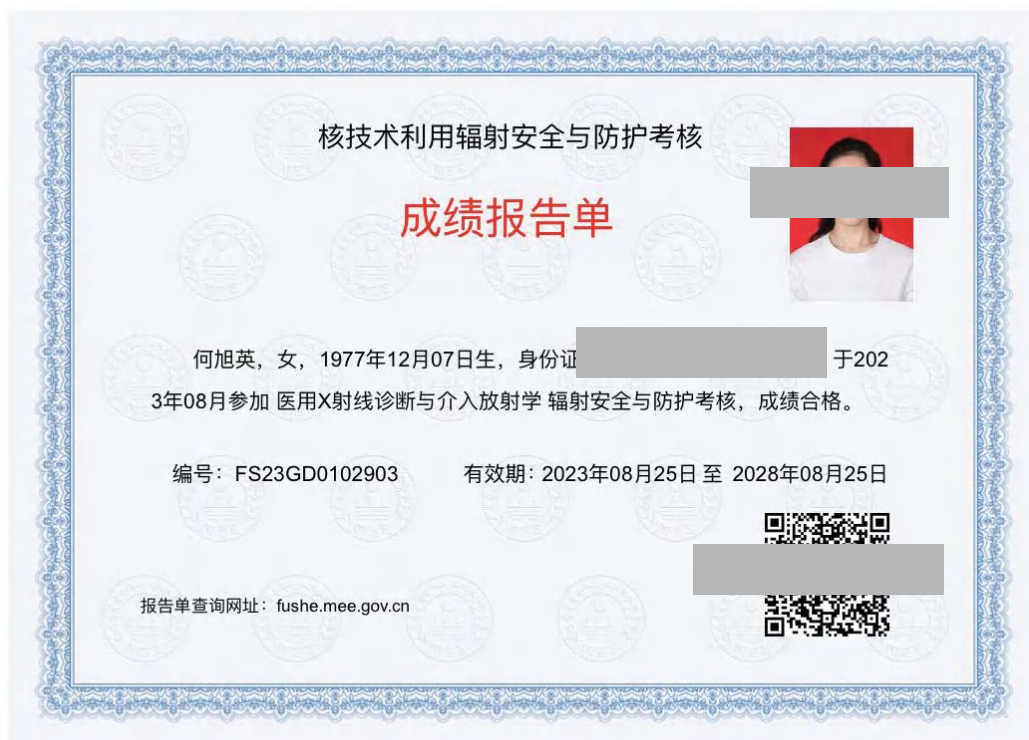 核技术利用辐射安全与防护考核
成绩报告单
何旭英，女，1977年12月07日生，身份证 于202
3年08月参加 医用X射线诊断与介入放射学 辐射安全与防护考核，成绩合格。
编号：FS23GD0102903 有效期：2023年08月25日 至 2028年08月25日
报告单查询网址：fushe.mee.gov.cn